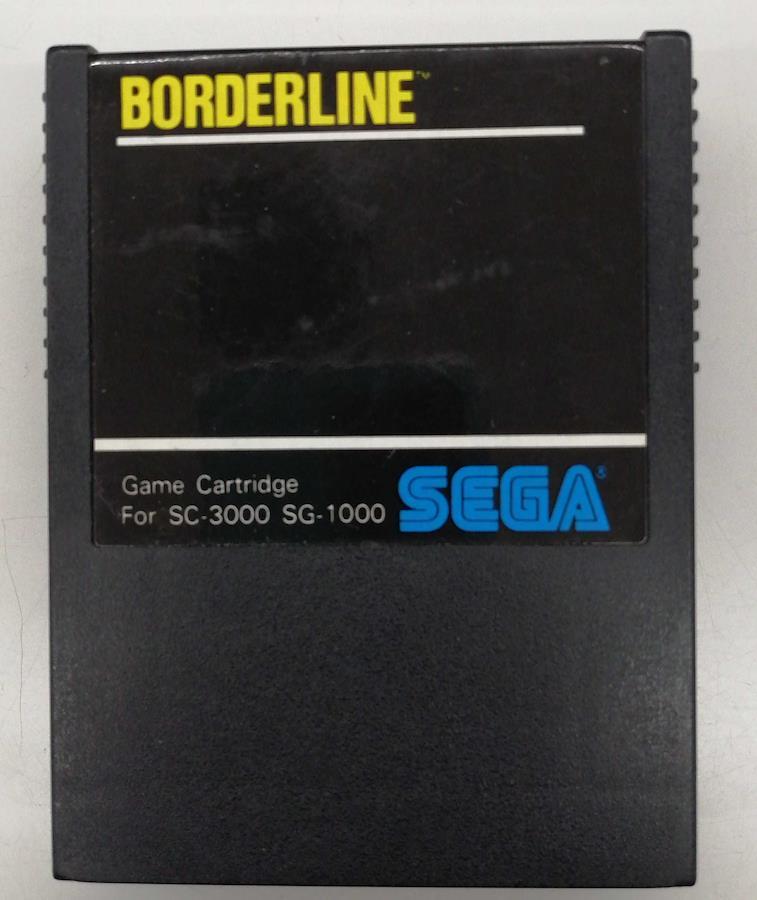 BORDERLINE™
Game Cartridge
For SC-3000 SG-1000
SEGA®